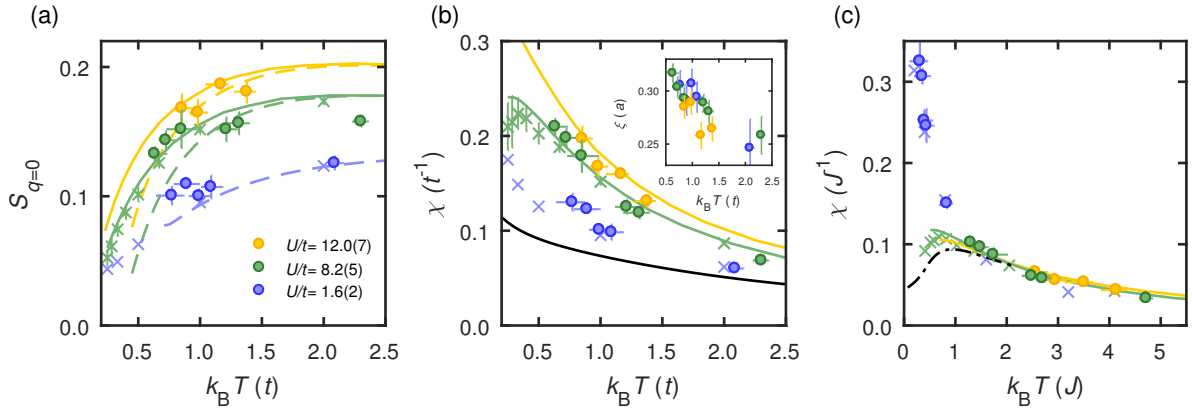 (a)
0.2
0.1
0.0
S q=0
0.5 1.0 1.5 2.0 2.5
k_B T (t)
U/t= 12.0(7)
U/t= 8.2(5)
U/t= 1.6(2)
(b)
0.3
0.2
0.1
0.0
χ (t⁻¹)
0.5 1.0 1.5 2.0 2.5
k_B T (t)
0.30
0.25
ξ (a)
0.5 1.0 1.5 2.0 2.5
k_B T (t)
(c)
0.3
0.2
0.1
0.0
χ (J⁻¹)
0 1 2 3 4 5
k_B T (J)